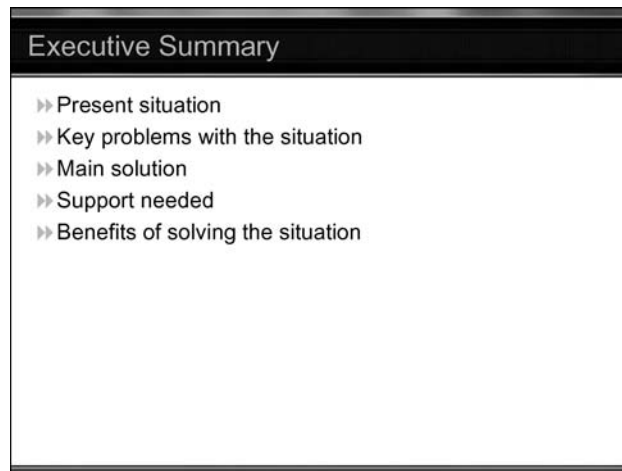 Executive Summary
Present situation
Key problems with the situation
Main solution
Support needed
Benefits of solving the situation